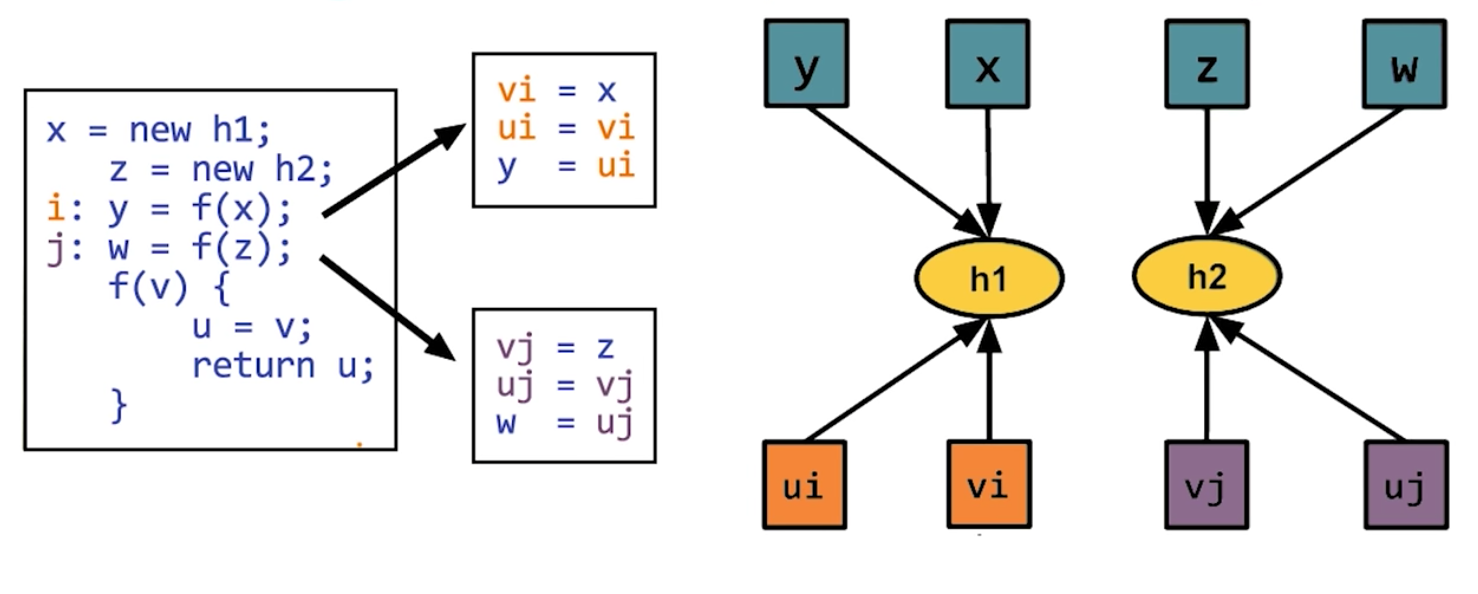 x = new h1;
z = new h2;
i: y = f(x);
j: w = f(z);
f(v) {
u = v;
return u;
}
vi = x
ui = vi
y = ui
vj = z
uj = vj
w = uj
y
x
z
w
h1
h2
ui
vi
vj
uj